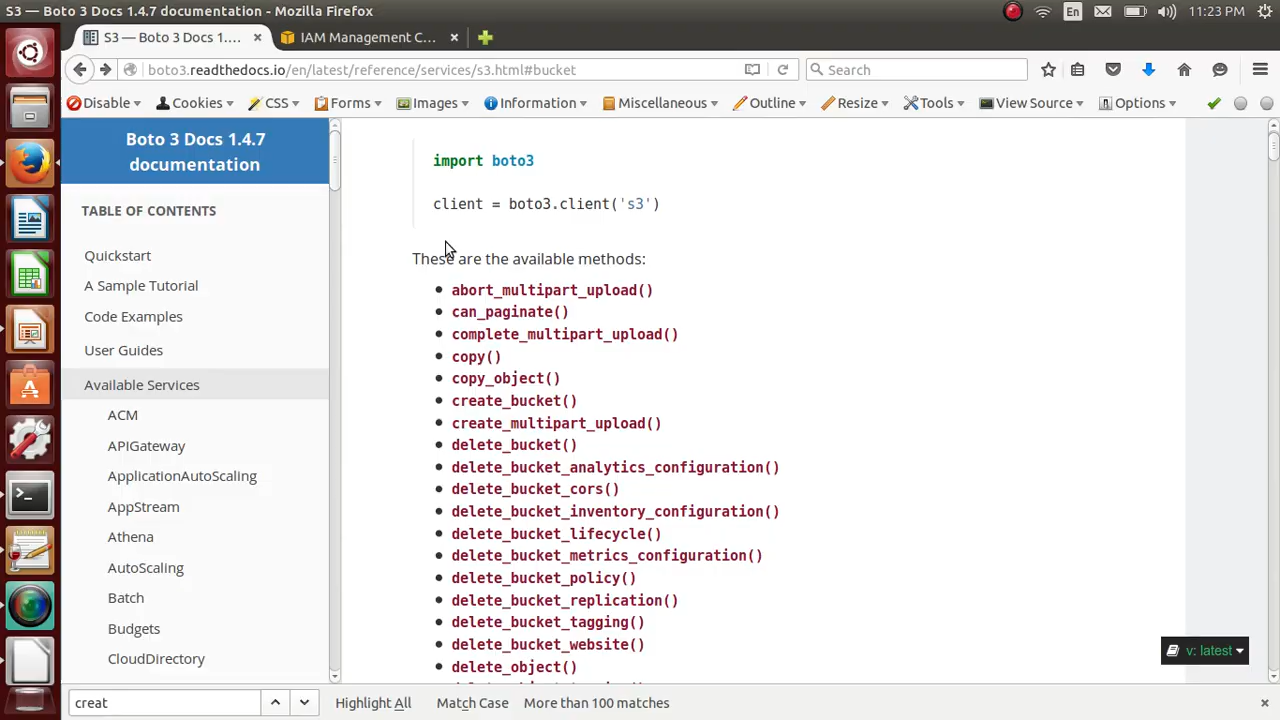 S3 — Boto 3 Docs 1.4.7 documentation - Mozilla Firefox
En
11:23 PM
S3 — Boto 3 Docs 1.4.7.…
IAM Management C…
boto3.readthedocs.io/en/latest/reference/services/s3.html#bucket
Search
Disable
Cookies
CSS
Forms
Images
Information
Miscellaneous
Outline
Resize
Tools
View Source
Options
Boto 3 Docs 1.4.7
documentation
TABLE OF CONTENTS
Quickstart
A Sample Tutorial
Code Examples
User Guides
Available Services
ACM
APIGateway
ApplicationAutoScaling
AppStream
Athena
AutoScaling
Batch
Budgets
CloudDirectory
import boto3
client = boto3.client('s3')
These are the available methods:
abort_multipart_upload()
can_paginate()
complete_multipart_upload()
copy()
copy_object()
create_bucket()
create_multipart_upload()
delete_bucket()
delete_bucket_analytics_configuration()
delete_bucket_cors()
delete_bucket_inventory_configuration()
delete_bucket_lifecycle()
delete_bucket_metrics_configuration()
delete_bucket_policy()
delete_bucket_replication()
delete_bucket_tagging()
delete_bucket_website()
delete_object()
v: latest
creat
Highlight All
Match Case
More than 100 matches